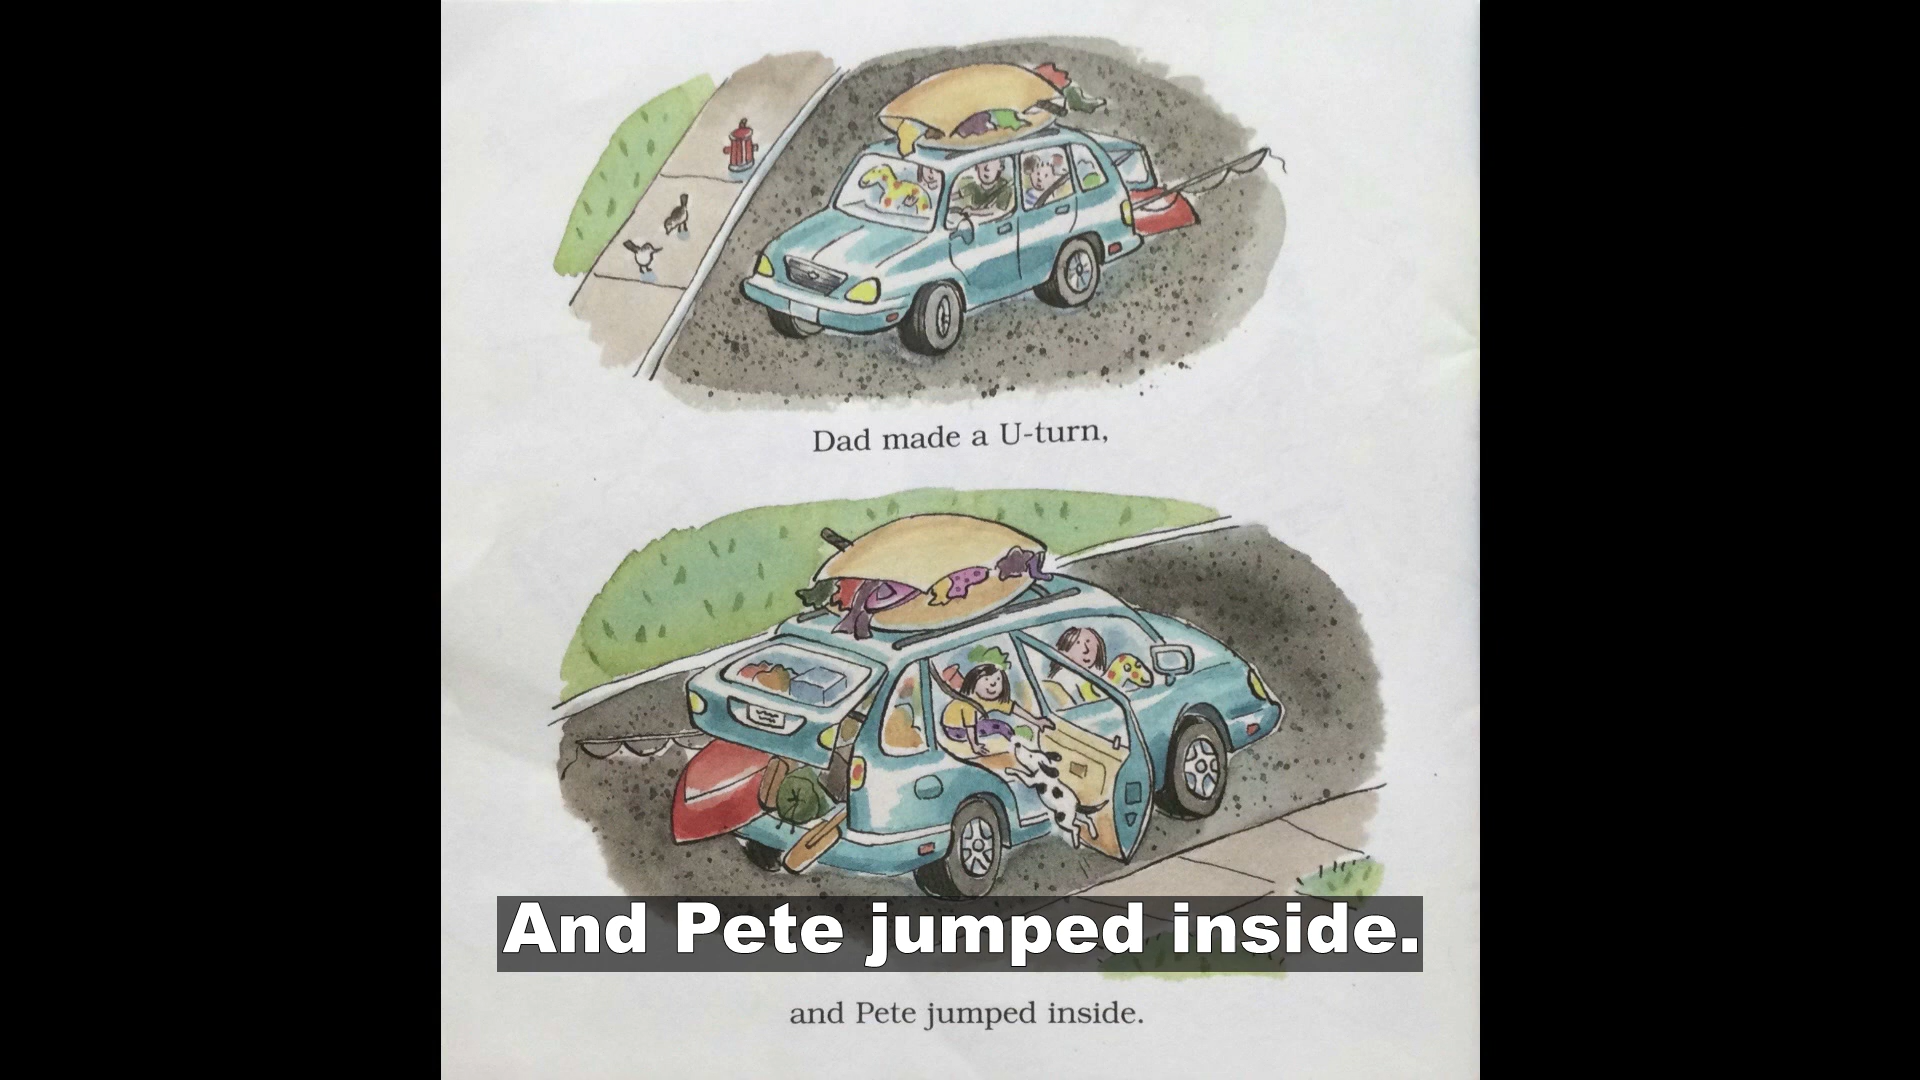 Dad made a U-turn,
And Pete jumped inside.
and Pete jumped inside.